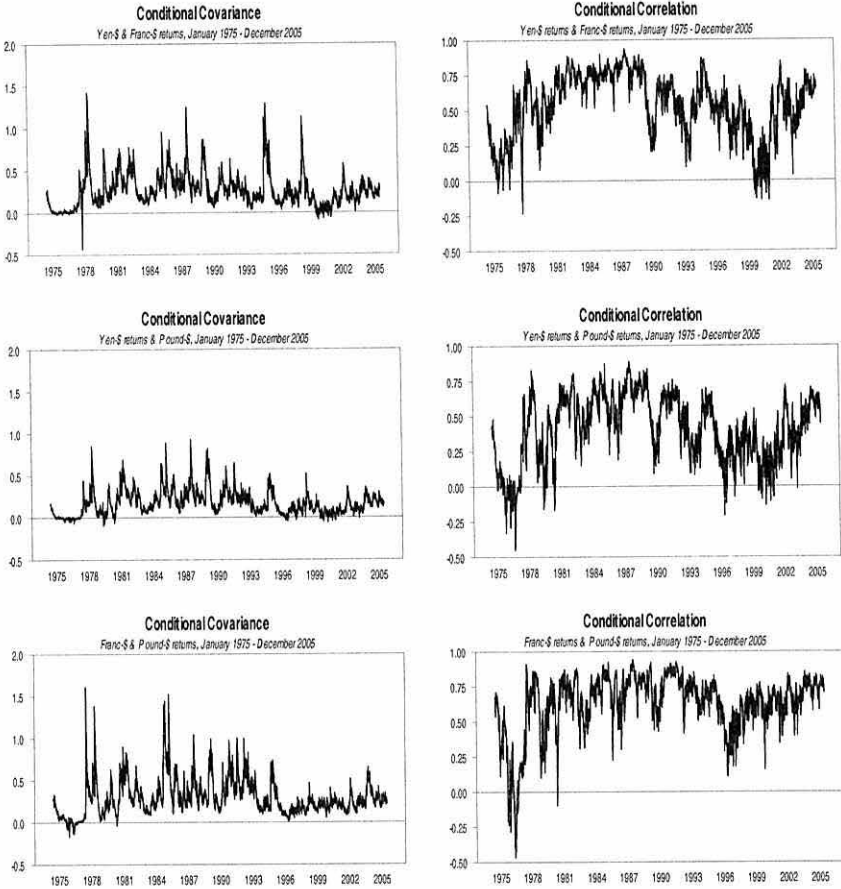 Conditional Covariance
Yen-$ & Franc-$ returns, January 1975 - December 2005
2.0
1.5
1.0
0.5
0.0
-0.5
1975 1978 1981 1984 1987 1990 1993 1996 1999 2002 2005
Conditional Correlation
Yen-$ & Franc-$ returns, January 1975 - December 2005
1.00
0.75
0.50
0.25
0.00
-0.25
-0.50
1975 1978 1981 1984 1987 1990 1993 1996 1999 2002 2005
Conditional Covariance
Yen-$ returns & Pound-$, January 1975 - December 2005
2.0
1.5
1.0
0.5
0.0
-0.5
1975 1978 1981 1984 1987 1990 1993 1996 1999 2002 2005
Conditional Correlation
Yen-$ returns & Pound-$ returns, January 1975 - December 2005
1.00
0.75
0.50
0.25
0.00
-0.25
-0.50
1975 1978 1981 1984 1987 1990 1993 1996 1999 2002 2005
Conditional Covariance
Franc-$ & Pound-$ returns, January 1975 - December 2005
2.0
1.5
1.0
0.5
0.0
-0.5
1975 1978 1981 1984 1987 1990 1993 1996 1999 2002 2005
Conditional Correlation
Franc-$ returns & Pound-$ returns, January 1975 - December 2005
1.00
0.75
0.50
0.25
0.00
-0.25
-0.50
1975 1978 1981 1984 1987 1990 1993 1996 1999 2002 2005